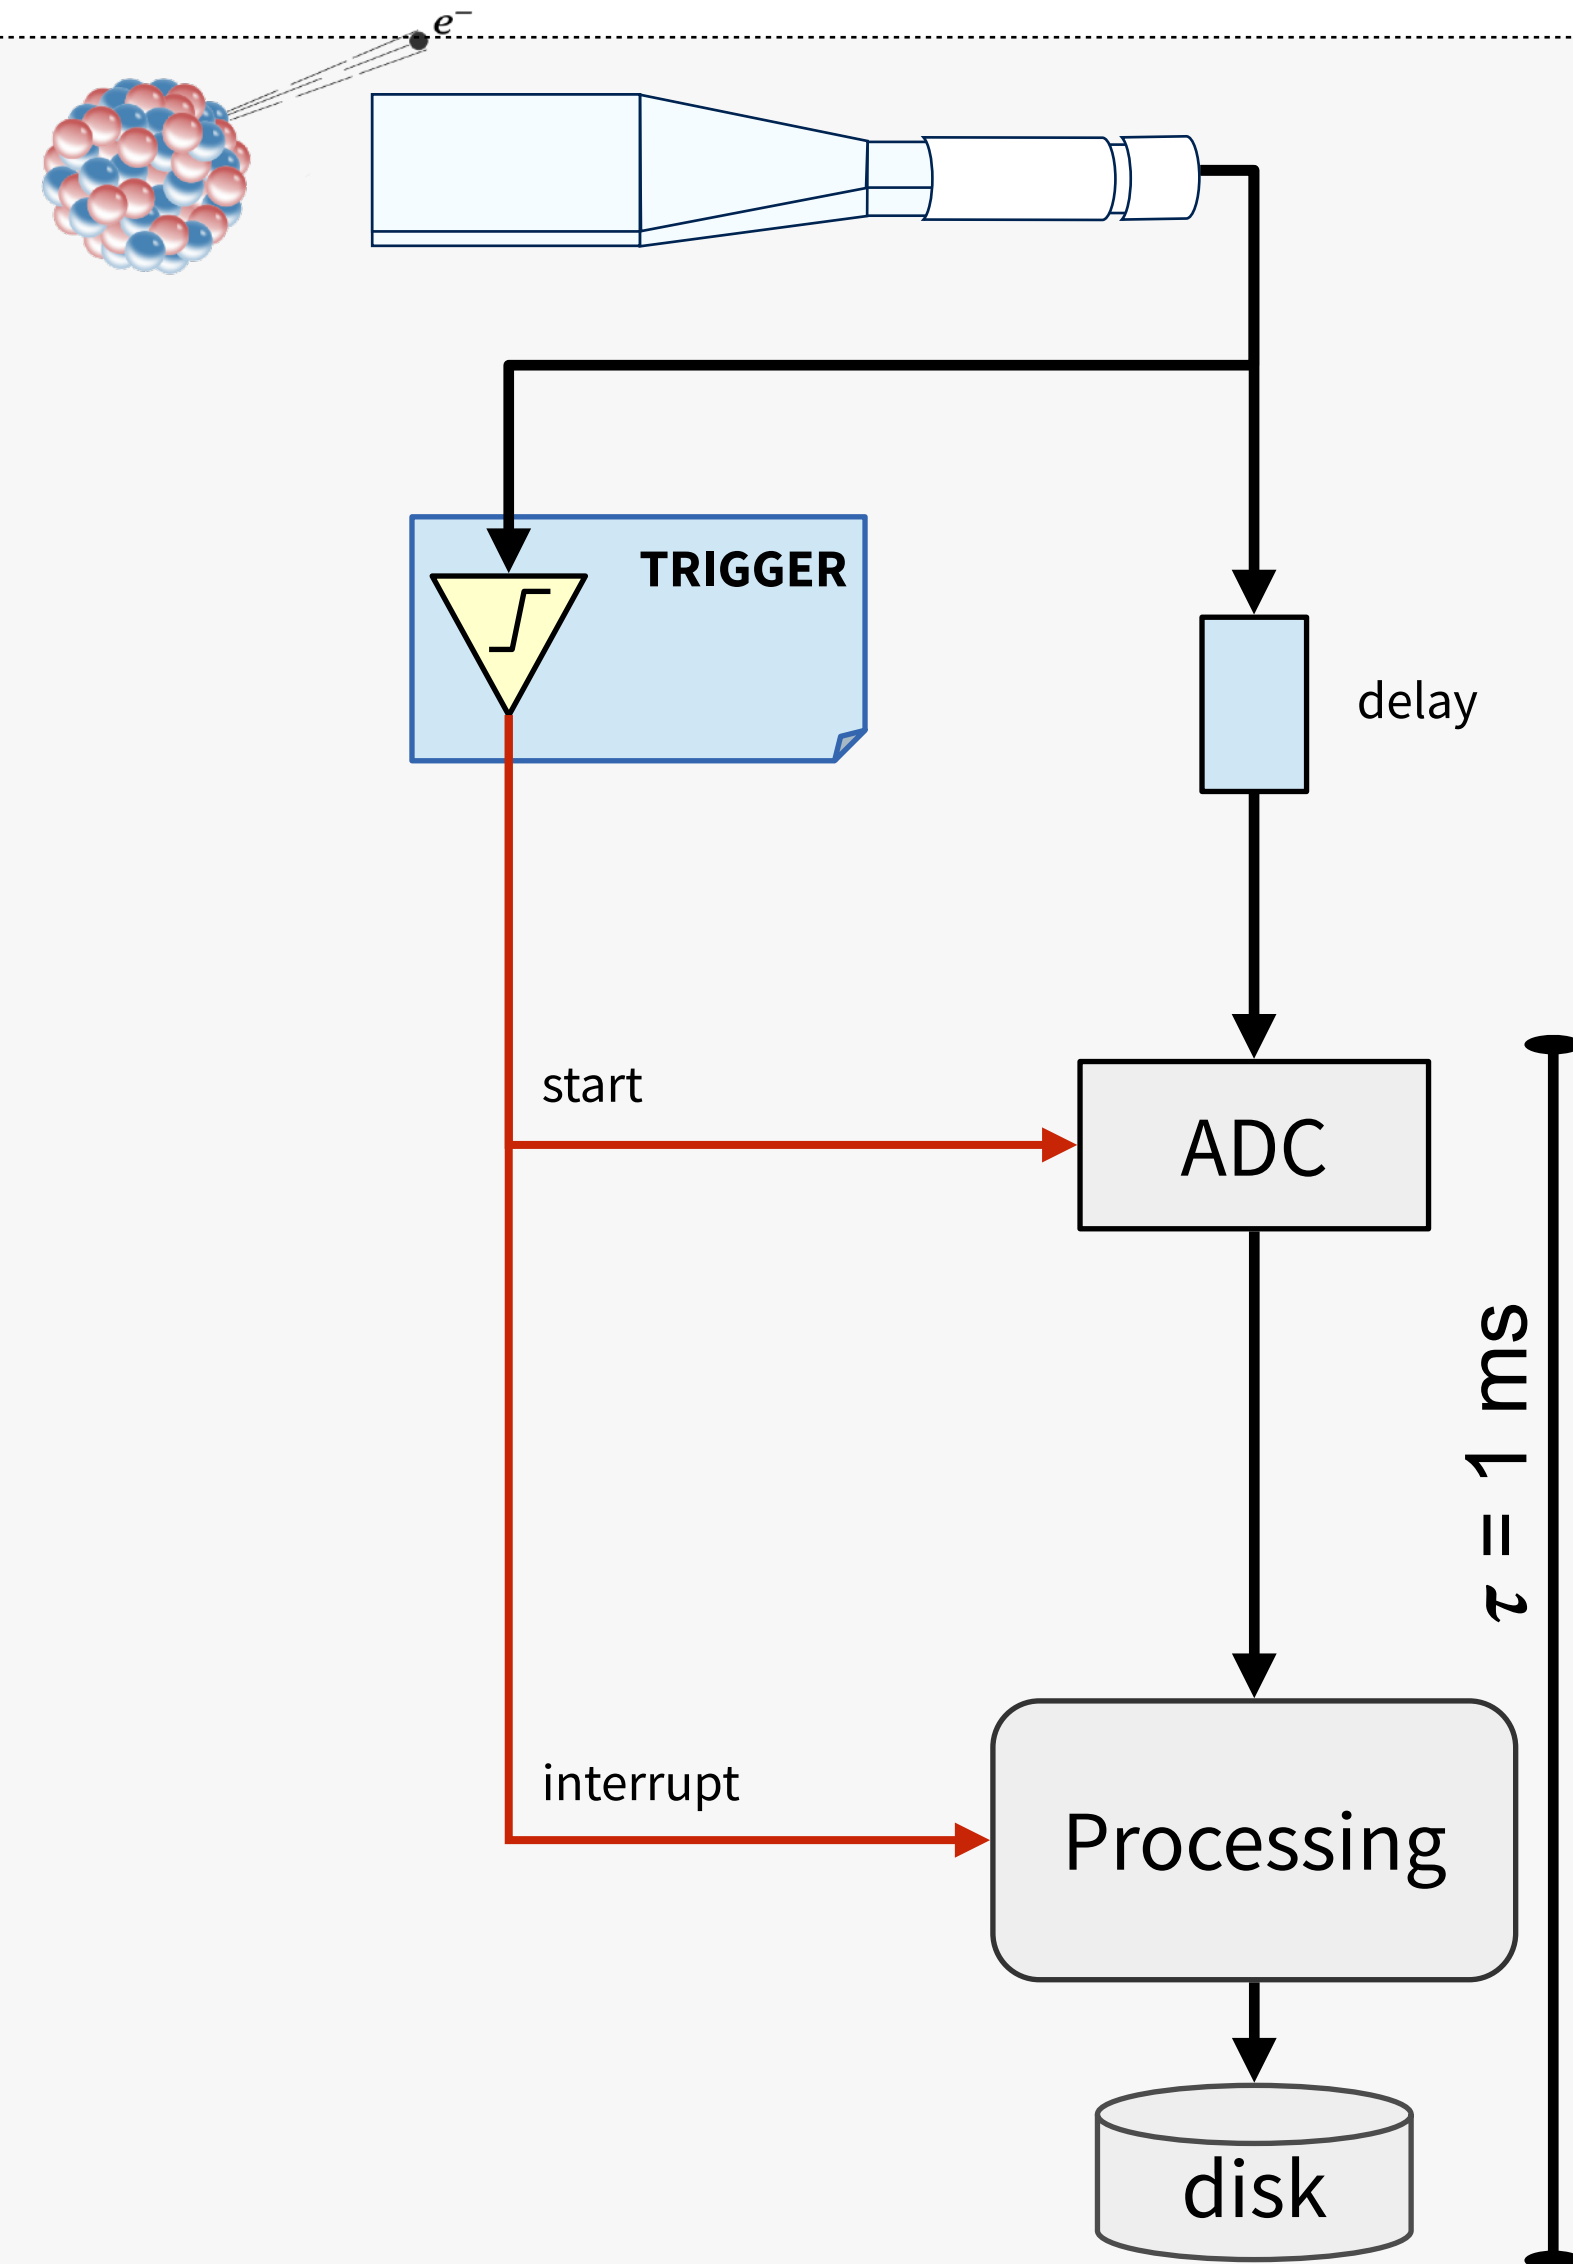 e⁻
TRIGGER
delay
start
ADC
τ = 1 ms
interrupt
Processing
disk